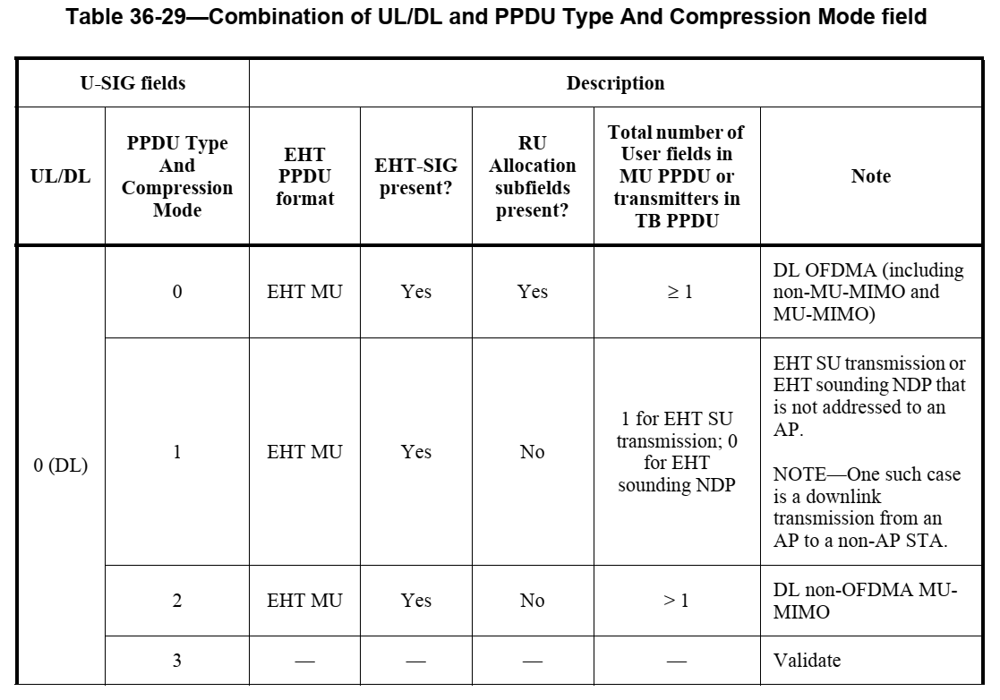 Table 36-29—Combination of UL/DL and PPDU Type And Compression Mode field
U-SIG fields
Description
UL/DL
PPDU Type
And
Compression
Mode
EHT
PPDU
format
EHT-SIG
present?
RU
Allocation
subfields
present?
Total number of
User fields in
MU PPDU or
transmitters in
TB PPDU
Note
0 (DL)
0
EHT MU
Yes
Yes
≥ 1
DL OFDMA (including
non-MU-MIMO and
MU-MIMO)
1
EHT MU
Yes
No
1 for EHT SU
transmission; 0
for EHT
sounding NDP
EHT SU transmission or
EHT sounding NDP that
is not addressed to an
AP.
NOTE—One such case
is a downlink
transmission from an
AP to a non-AP STA.
2
EHT MU
Yes
No
> 1
DL non-OFDMA MU-
MIMO
3
—
—
—
—
Validate